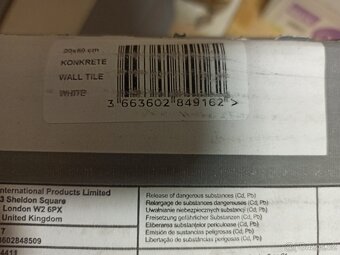 20x60 cm
KONKRETE
WALL TILE
WHITE
3 663602 849162 >
International Products Limited
3 Sheldon Square
London W2 6PX
United Kingdom
7
3602848509
4411
Release of dangerous substances (Cd, Pb)
Relargage de substances dangereuses (Cd, Pb)
Uwalnianie niebezpiecznych substancji (Cd, Pb)
Freisetzung gefährlicher Substanzen (Cd, Pb)
Eliberarea substantelor periculoase (Cd, Pb)
Emisión de sustancias peligrosas (Cd, Pb)
Libertação de substâncias perigosas (Cd, Pb)